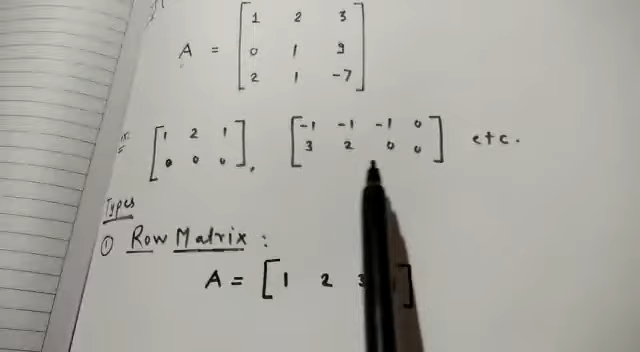 A = [ 1 2 3
0 1 9
2 1 -7 ]
[ 1 2 1
0 0 0 ] , [ -1 -1 -1 0
3 2 0 0 ] etc.
Types
① Row Matrix :
A = [ 1 2 3 ]